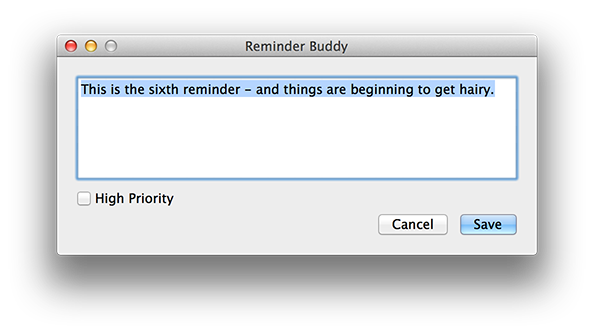 Reminder Buddy
This is the sixth reminder – and things are beginning to get hairy.
High Priority
Cancel Save